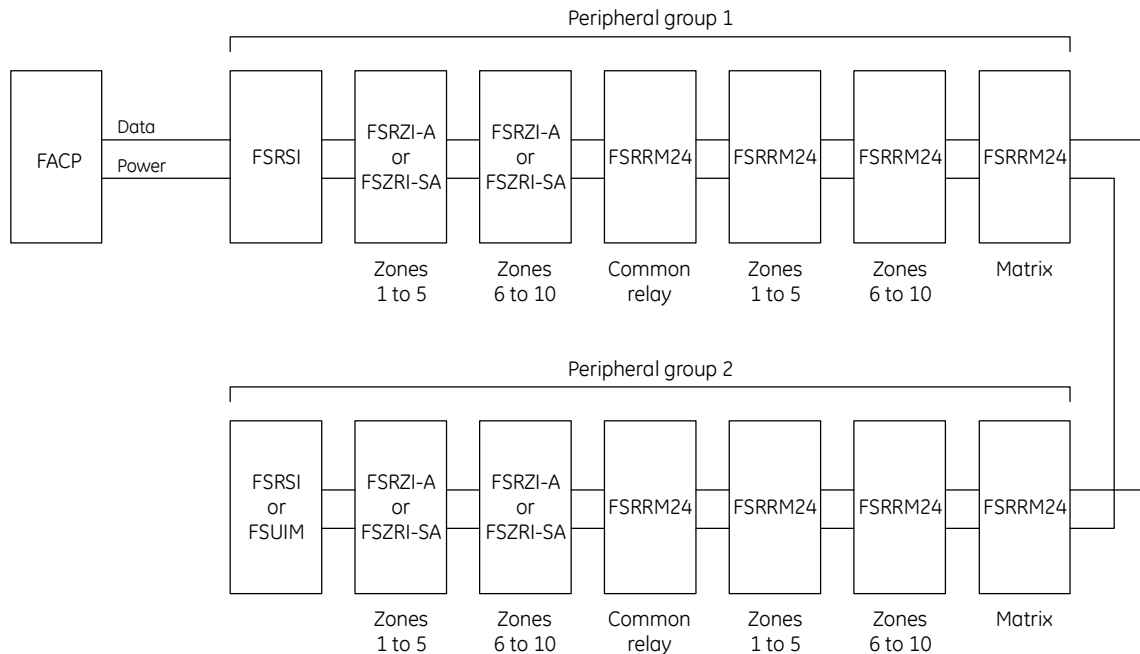 Peripheral group 1
FACP
Data
Power
FSRSI
FSRZI-A
or
FSZRI-SA
FSRZI-A
or
FSZRI-SA
FSRRM24
FSRRM24
FSRRM24
FSRRM24
Zones
1 to 5
Zones
6 to 10
Common
relay
Zones
1 to 5
Zones
6 to 10
Matrix
Peripheral group 2
FSRSI
or
FSUIM
FSRZI-A
or
FSZRI-SA
FSRZI-A
or
FSZRI-SA
FSRRM24
FSRRM24
FSRRM24
FSRRM24
Zones
1 to 5
Zones
6 to 10
Common
relay
Zones
1 to 5
Zones
6 to 10
Matrix